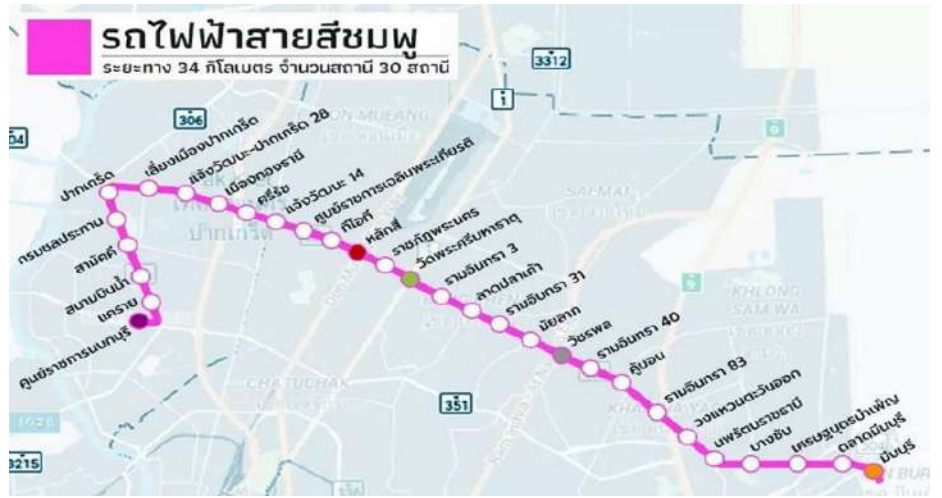 รถไฟฟ้าสายสีชมพู
ระยะทาง 34 กิโลเมตร จำนวนสถานี 30 สถานี
3312
1
306
04
9
9
351
3215
CHATUCHAK
SAI MAI
KHLONG
SAM WA
ปากเกร็ด
ศูนย์ราชการนนทบุรี
แคราย
สนามบินน้ำ
สามัคคี
กรมชลประทาน
ปากเกร็ด
เลี่ยงเมืองปากเกร็ด
แจ้งวัฒนะ-ปากเกร็ด 28
เมืองทองธานี
ศรีรัช
แจ้งวัฒนะ 14
ศูนย์ราชการเฉลิมพระเกียรติ
ทีโอที
หลักสี่
ราชภัฏพระนคร
วัดพระศรีมหาธาตุ
รามอินทรา 3
ลาดปลาเค้า
รามอินทรา 31
มัยลาภ
วัชรพล
รามอินทรา 40
คู้บอน
รามอินทรา 83
วงแหวนตะวันออก
นพรัตนราชธานี
บางชัน
เศรษฐบุตรบำเพ็ญ
ตลาดมีนบุรี
มีนบุรี